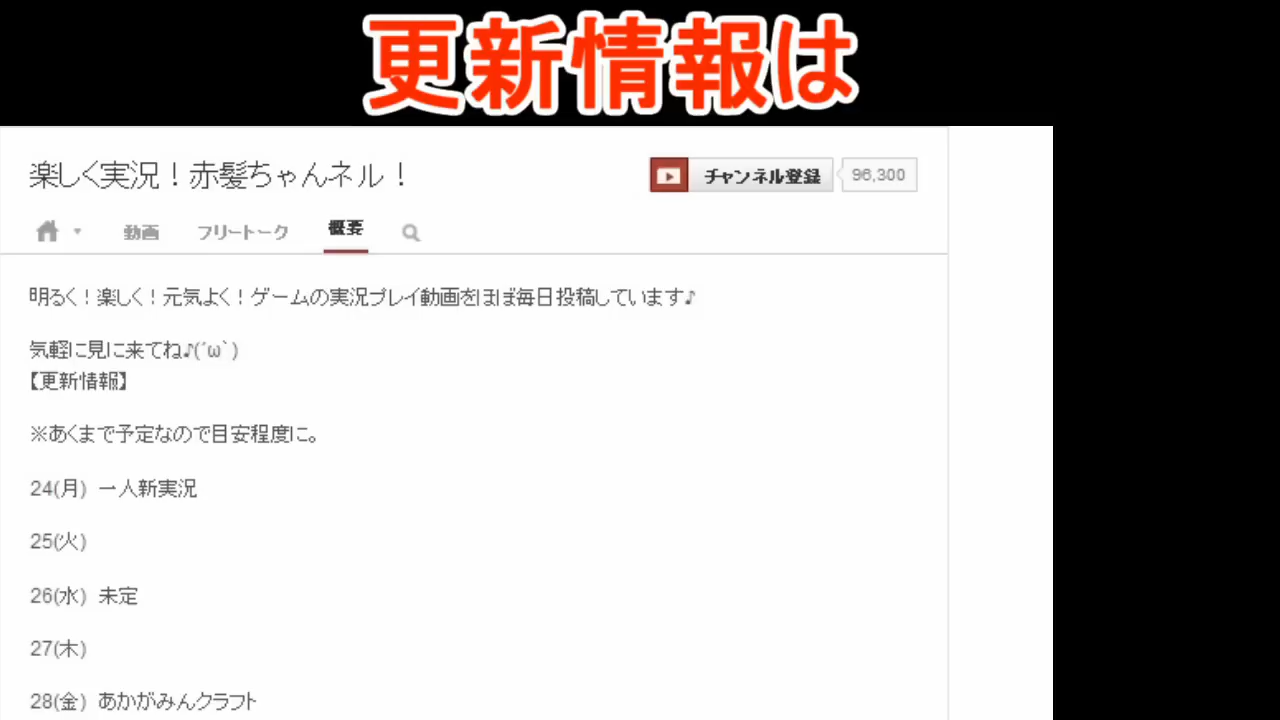 更新情報は
楽しく実況！赤髪ちゃんネル！
チャンネル登録 96,300
動画 フリートーク 概要
明るく！楽しく！元気よく！ゲームの実況プレイ動画をほぼ毎日投稿しています♪
気軽に見に来てね♪(´ω`)
【更新情報】
※あくまで予定なので目安程度に。
24(月) 一人新実況
25(火)
26(水) 未定
27(木)
28(金) あかがみんクラフト